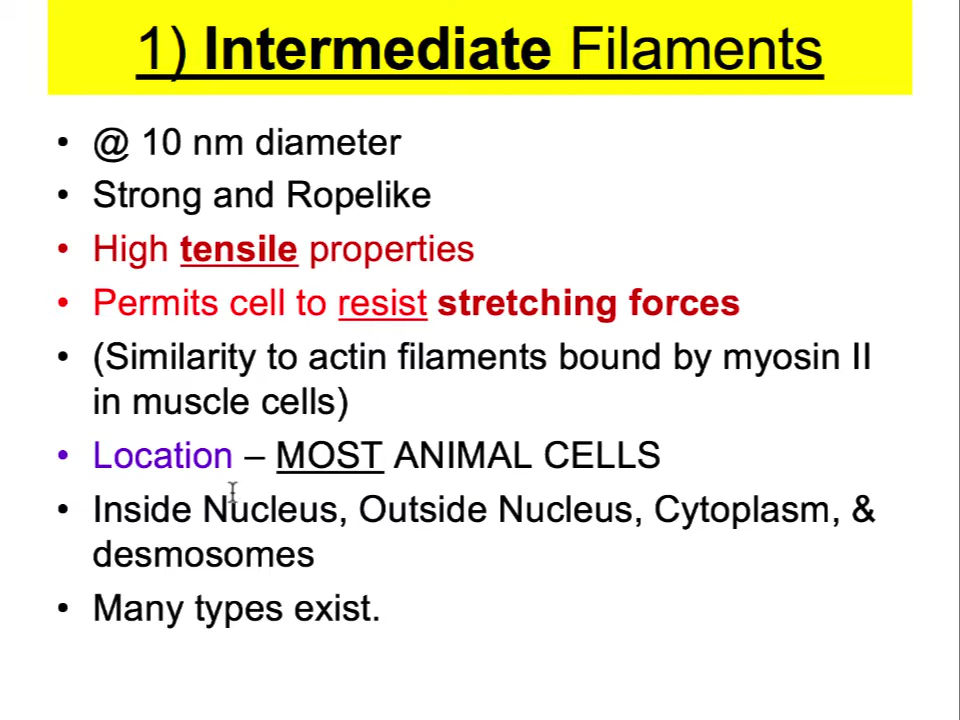 1) Intermediate Filaments
• @ 10 nm diameter
• Strong and Ropelike
• High tensile properties
• Permits cell to resist stretching forces
• (Similarity to actin filaments bound by myosin II
in muscle cells)
• Location – MOST ANIMAL CELLS
• Inside Nucleus, Outside Nucleus, Cytoplasm, &
desmosomes
• Many types exist.